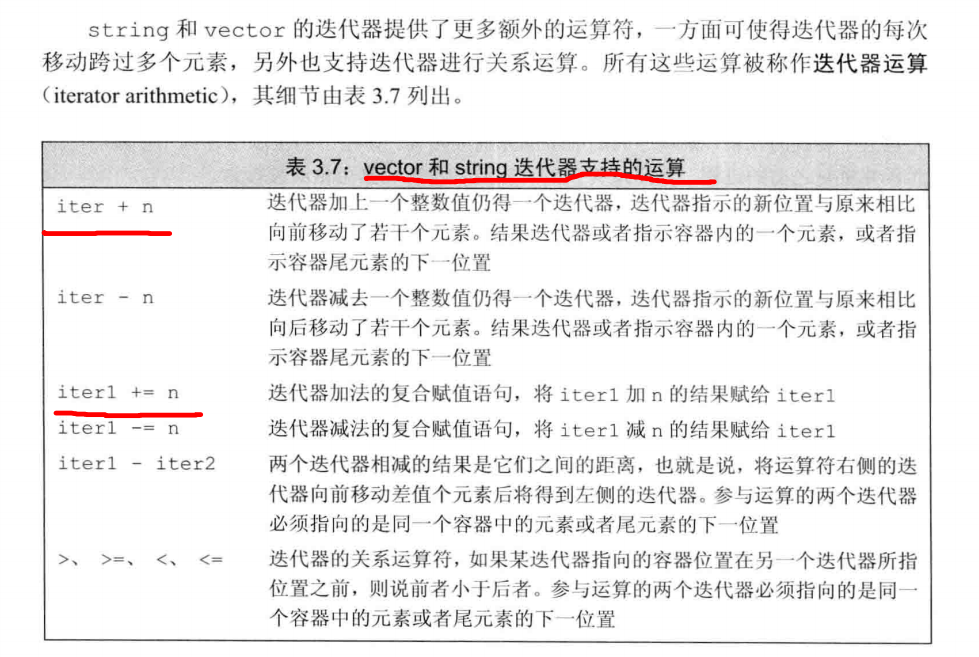 string 和 vector 的迭代器提供了更多额外的运算符，一方面可使得迭代器的每次
移动跨过多个元素，另外也支持迭代器进行关系运算。所有这些运算被称作迭代器运算
（iterator arithmetic），其细节由表 3.7 列出。
表 3.7：vector 和 string 迭代器支持的运算
iter + n 迭代器加上一个整数值仍得一个迭代器，迭代器指示的新位置与原来相比
向前移动了若干个元素。结果迭代器或者指示容器内的一个元素，或者指
示容器尾元素的下一位置
iter - n 迭代器减去一个整数值仍得一个迭代器，迭代器指示的新位置与原来相比
向后移动了若干个元素。结果迭代器或者指示容器内的一个元素，或者指
示容器尾元素的下一位置
iter1 += n 迭代器加法的复合赋值语句，将 iter1 加 n 的结果赋给 iter1
iter1 -= n 迭代器减法的复合赋值语句，将 iter1 减 n 的结果赋给 iter1
iter1 - iter2 两个迭代器相减的结果是它们之间的距离，也就是说，将运算符右侧的迭
代器向前移动差值个元素后将得到左侧的迭代器。参与运算的两个迭代器
必须指向的是同一个容器中的元素或者尾元素的下一位置
>、 >=、 <、 <= 迭代器的关系运算符，如果某迭代器指向的容器位置在另一个迭代器所指
位置之前，则说前者小于后者。参与运算的两个迭代器必须指向的是同一
个容器中的元素或者尾元素的下一位置